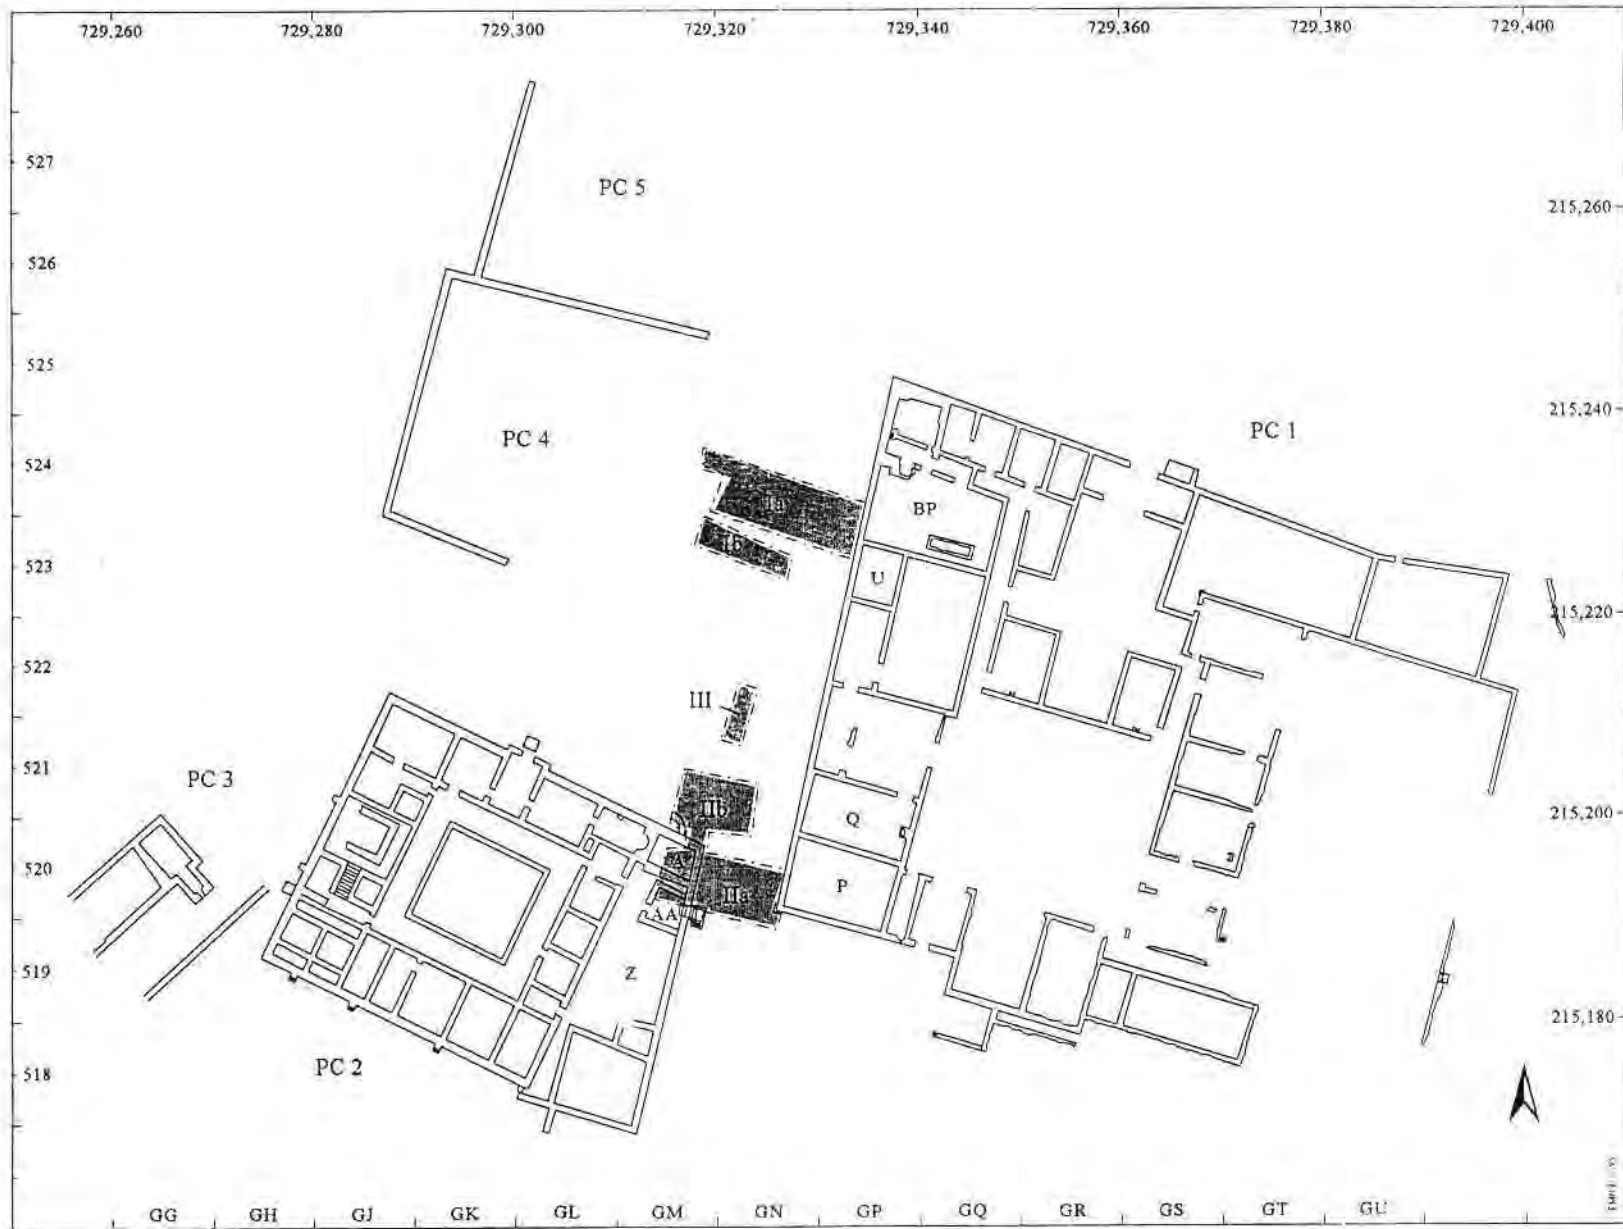 729,260 729,280 729,300 729,320 729,340 729,360 729,380 729,400
527
PC 5
215,260
526
525
215,240
PC 4
PC 1
524
Ia
BP
Ib
523
U
215,220
522
III
521
PC 3
IIb
215,200
Q
520
A
P
IIa
AA
519
Z
215,180
PC 2
518
GG GH GJ GK GL GM GN GP GQ GR GS GT GU